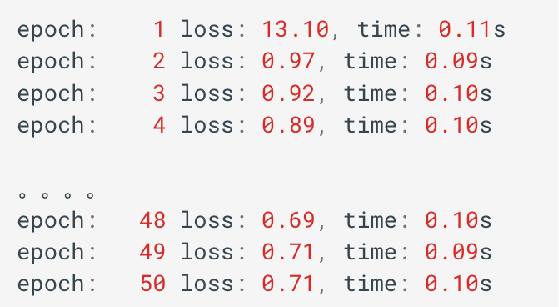 epoch:    1 loss: 13.10, time: 0.11s
epoch:    2 loss: 0.97, time: 0.09s
epoch:    3 loss: 0.92, time: 0.10s
epoch:    4 loss: 0.89, time: 0.10s
。。。。
epoch:   48 loss: 0.69, time: 0.10s
epoch:   49 loss: 0.71, time: 0.09s
epoch:   50 loss: 0.71, time: 0.10s